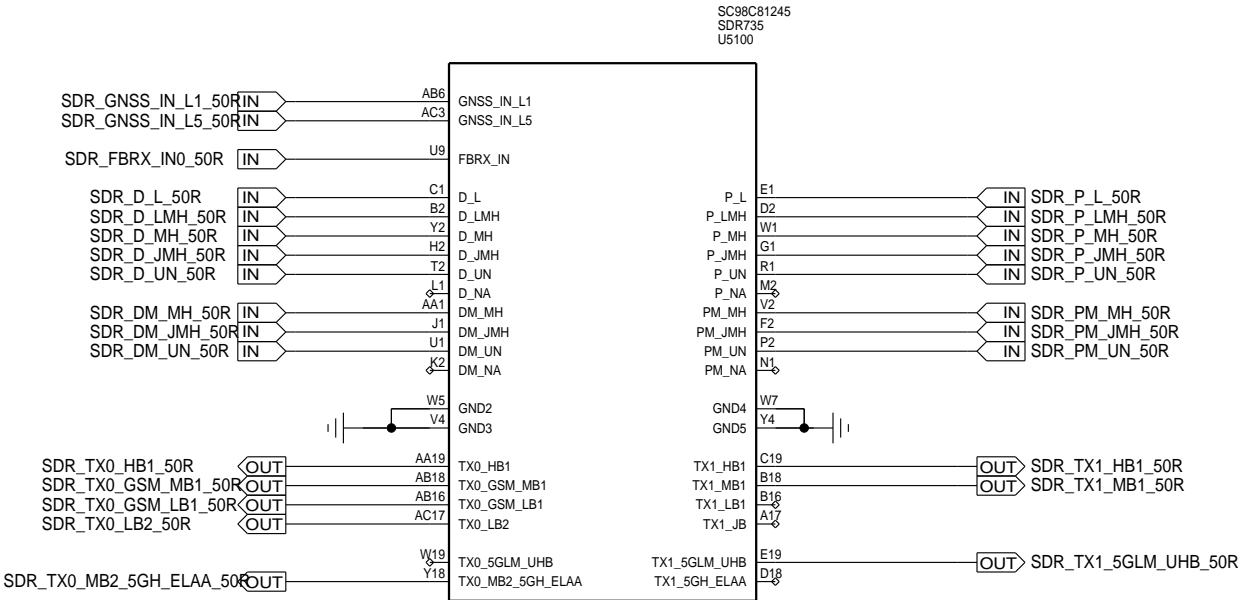 SC98C81245
SDR735
U5100
SDR_GNSS_IN_L1_50R IN AB6 GNSS_IN_L1
SDR_GNSS_IN_L5_50R IN AC3 GNSS_IN_L5
SDR_FBRX_IN0_50R IN U9 FBRX_IN
SDR_D_L_50R IN C1 D_L P_L E1 IN SDR_P_L_50R
SDR_D_LMH_50R IN B2 D_LMH P_LMH D2 IN SDR_P_LMH_50R
SDR_D_MH_50R IN Y2 D_MH P_MH W1 IN SDR_P_MH_50R
SDR_D_JMH_50R IN H2 D_JMH P_JMH G1 IN SDR_P_JMH_50R
SDR_D_UN_50R IN T2 D_UN P_UN R1 IN SDR_P_UN_50R
L1 D_NA P_NA M2
SDR_DM_MH_50R IN AA1 DM_MH PM_MH V2 IN SDR_PM_MH_50R
SDR_DM_JMH_50R IN J1 DM_JMH PM_JMH F2 IN SDR_PM_JMH_50R
SDR_DM_UN_50R IN U1 DM_UN PM_UN P2 IN SDR_PM_UN_50R
K2 DM_NA PM_NA N1
W5 GND2 GND4 W7
V4 GND3 GND5 Y4
SDR_TX0_HB1_50R OUT AA19 TX0_HB1 TX1_HB1 C19 OUT SDR_TX1_HB1_50R
SDR_TX0_GSM_MB1_50R OUT AB18 TX0_GSM_MB1 TX1_MB1 B18 OUT SDR_TX1_MB1_50R
SDR_TX0_GSM_LB1_50R OUT AB16 TX0_GSM_LB1 TX1_LB1 B16
SDR_TX0_LB2_50R OUT AC17 TX0_LB2 TX1_JB A17
W19 TX0_5GLM_UHB TX1_5GLM_UHB E19 OUT SDR_TX1_5GLM_UHB_50R
SDR_TX0_MB2_5GH_ELAA_50R OUT Y18 TX0_MB2_5GH_ELAA TX1_5GH_ELAA D18